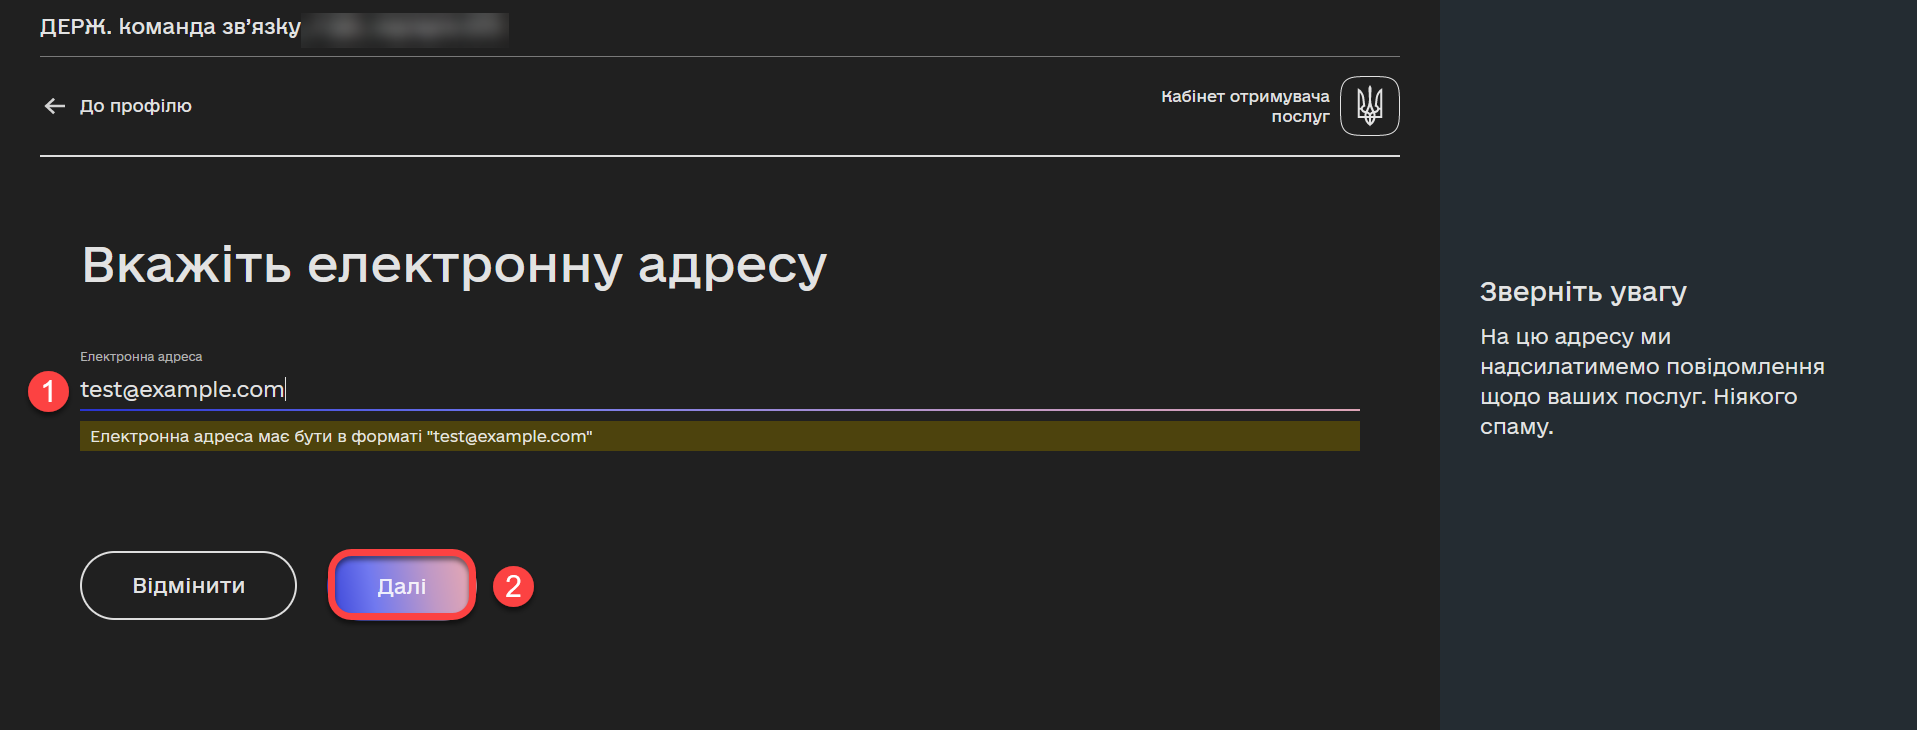 ДЕРЖ. команда зв’язку
До профілю
Кабінет отримувача
послуг
Вкажіть електронну адресу
Електронна адреса
1
test@example.com
Електронна адреса має бути в форматі "test@example.com"
Відмінити
Далі
2
Зверніть увагу
На цю адресу ми
надсилатимемо повідомлення
щодо ваших послуг. Ніякого
спаму.